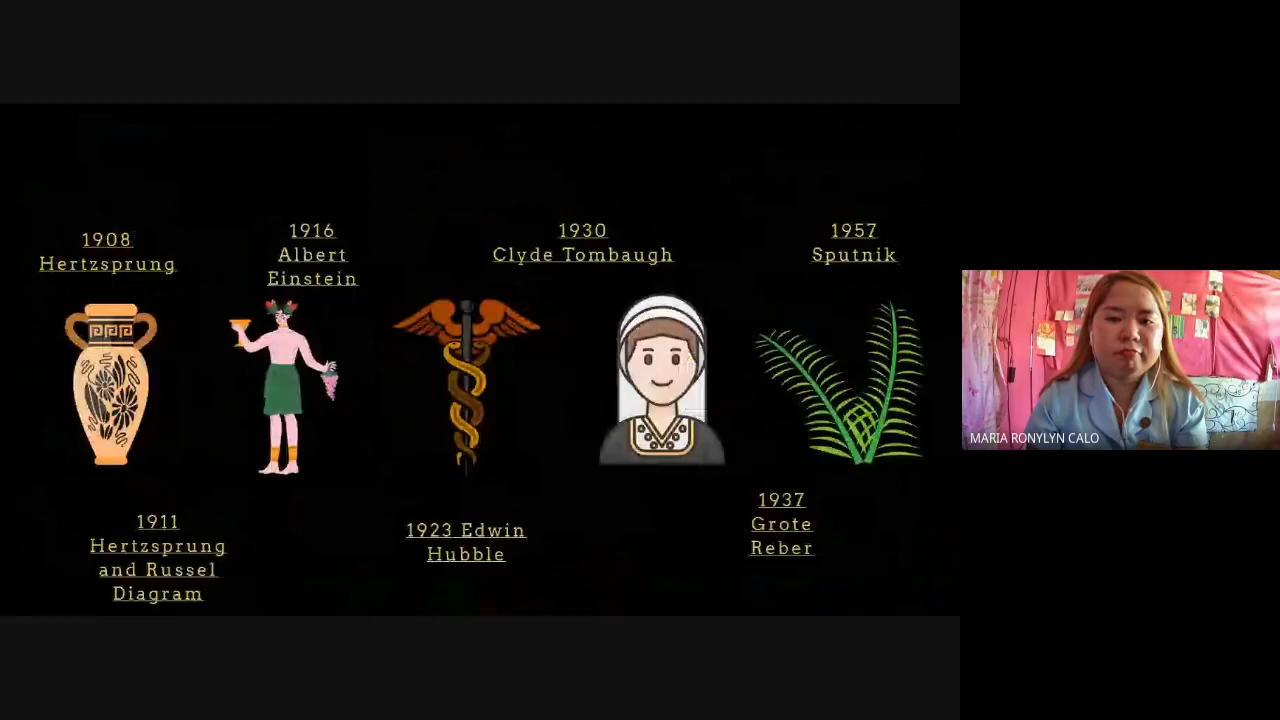 1908
Hertzsprung
1916
Albert
Einstein
1930
Clyde Tombaugh
1957
Sputnik
1911
Hertzsprung
and Russel
Diagram
1923 Edwin
Hubble
1937
Grote
Reber
MARIA RONYLYN CALO